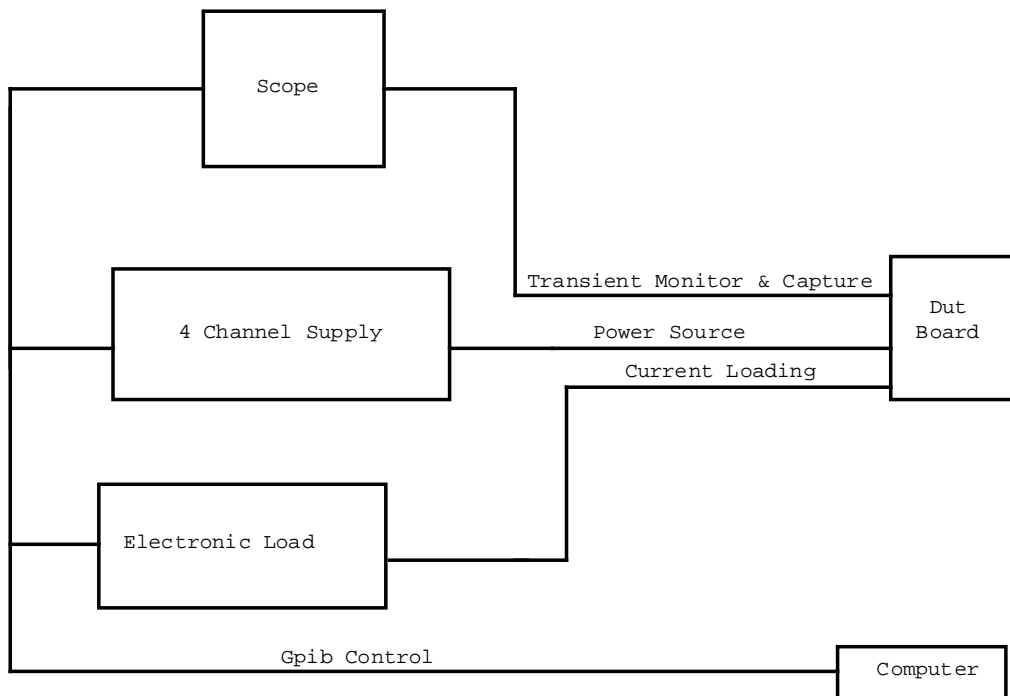 Scope
Transient Monitor & Capture
4 Channel Supply
Power Source
Dut
Board
Current Loading
Electronic Load
Gpib Control
Computer